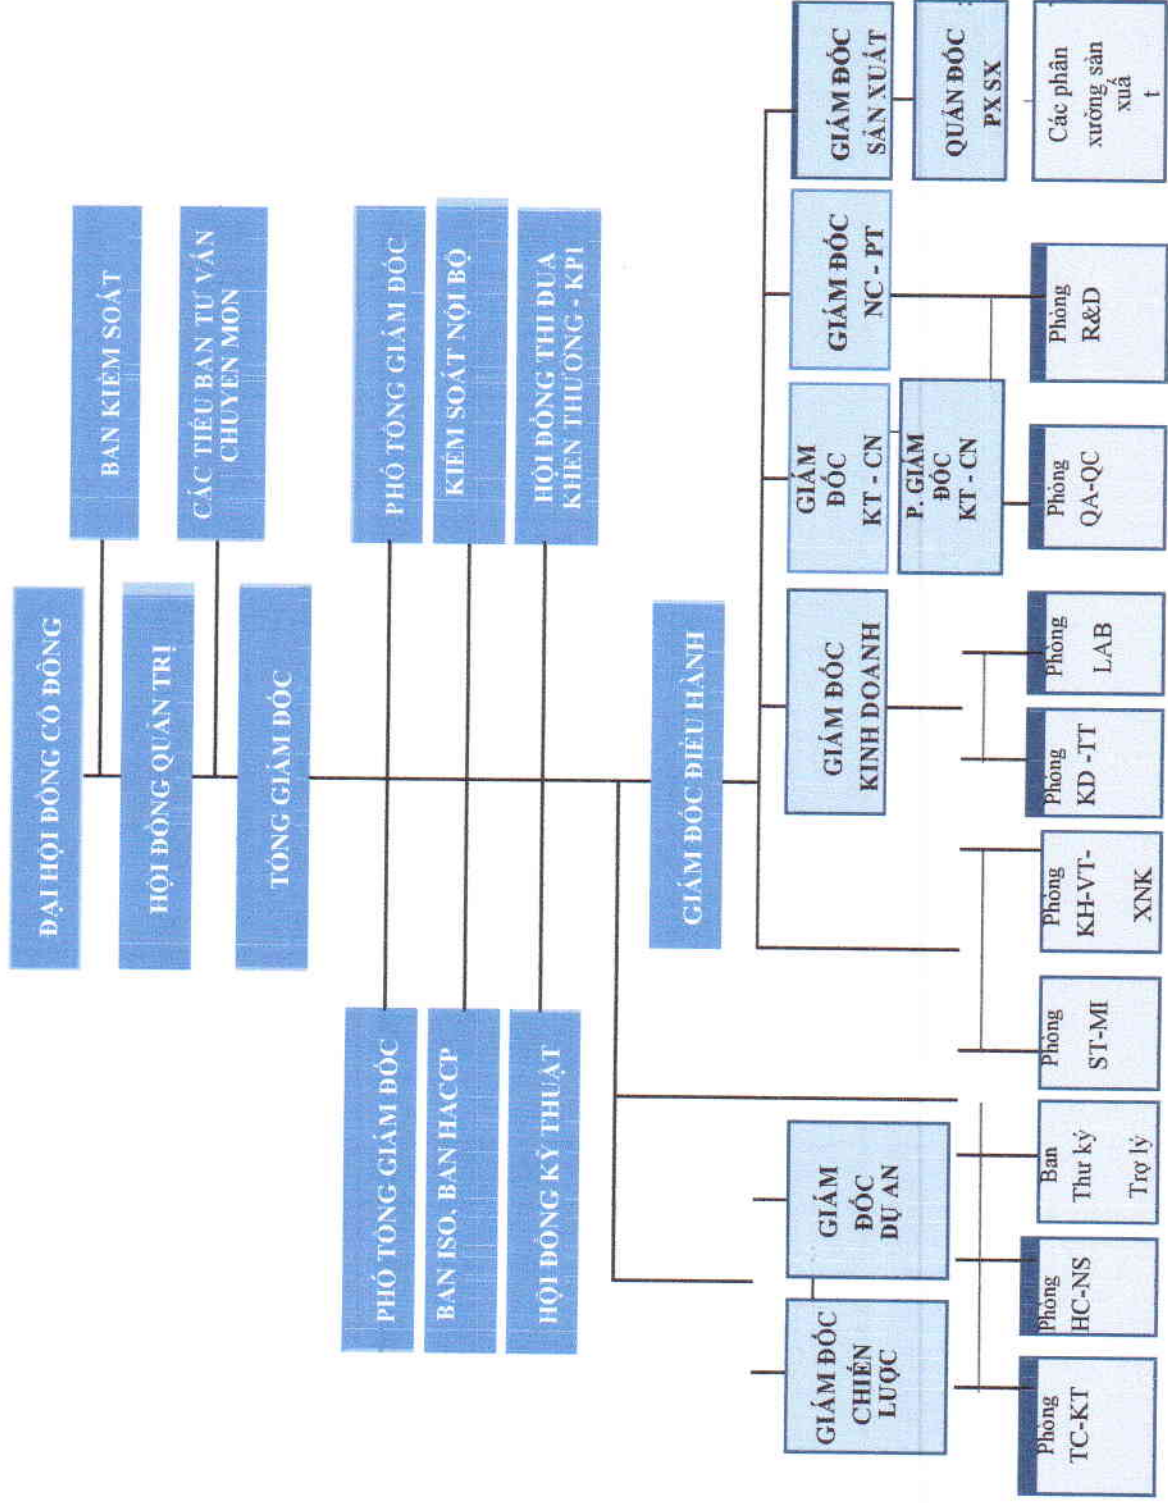 ĐẠI HỘI ĐỒNG CỔ ĐÔNG
BAN KIỂM SOÁT
HỘI ĐỒNG QUẢN TRỊ
CÁC TIỂU BAN TƯ VẤN
CHUYÊN MÔN
TỔNG GIÁM ĐỐC
PHÓ TỔNG GIÁM ĐỐC
PHÓ TỔNG GIÁM ĐỐC
BAN ISO, BAN HACCP
KIỂM SOÁT NỘI BỘ
HỘI ĐỒNG KỸ THUẬT
HỘI ĐỒNG THI ĐUA
KHEN THƯỞNG - KPI
GIÁM ĐỐC ĐIỀU HÀNH
GIÁM ĐỐC
CHIẾN
LƯỢC
GIÁM
ĐỐC
DỰ ÁN
GIÁM ĐỐC
KINH DOANH
GIÁM
ĐỐC
KT - CN
GIÁM ĐỐC
NC - PT
GIÁM ĐỐC
SẢN XUẤT
P. GIÁM
ĐỐC
KT - CN
QUẢN ĐỐC
PX SX
Phòng
TC-KT
Phòng
HC-NS
Ban
Thư ký
Trợ lý
Phòng
ST-MI
Phòng
KH-VT-
XNK
Phòng
KD -TT
Phòng
LAB
Phòng
QA-QC
Phòng
R&D
Các phân
xưởng sản
xuấ
t